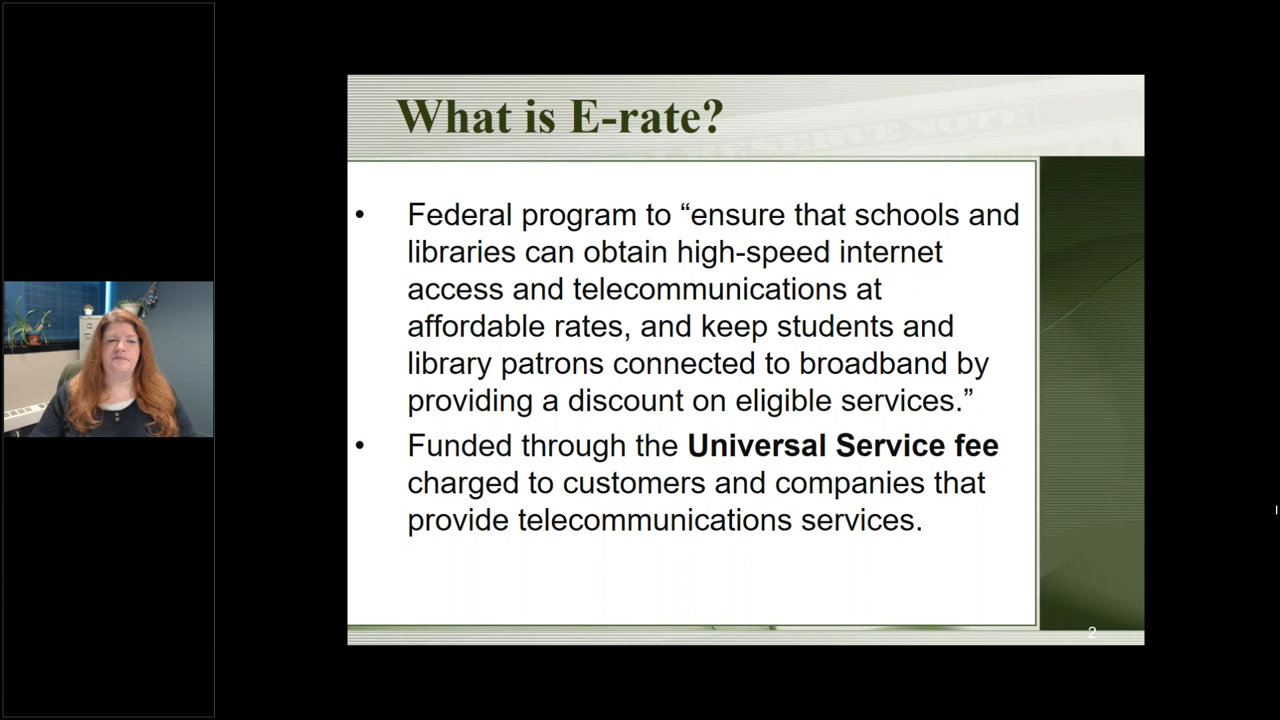 What is E-rate?
• Federal program to “ensure that schools and
libraries can obtain high-speed internet
access and telecommunications at
affordable rates, and keep students and
library patrons connected to broadband by
providing a discount on eligible services.”
• Funded through the Universal Service fee
charged to customers and companies that
provide telecommunications services.
2